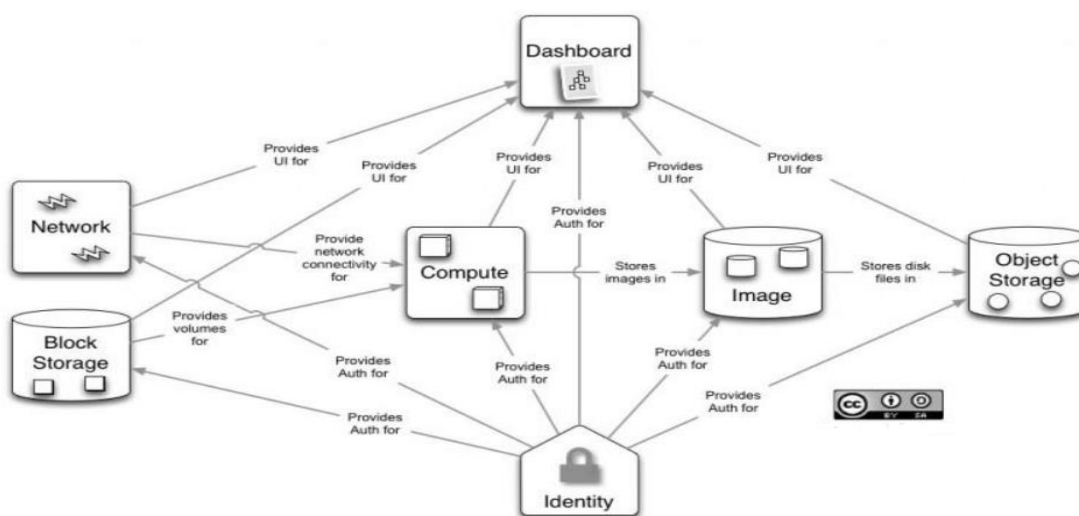 Dashboard
Provides
UI for
Provides
UI for
Provides
UI for
Provides
UI for
Provides
UI for
Network
Provides
Auth for
Provide
network
connectivity
for
Compute
Stores
images in
Image
Stores disk
files in
Object
Storage
Block
Storage
Provides
volumes
for
Provides
Auth for
Provides
Auth for
Provides
Auth for
Provides
Auth for
Provides
Auth for
Identity
cc
BY SA